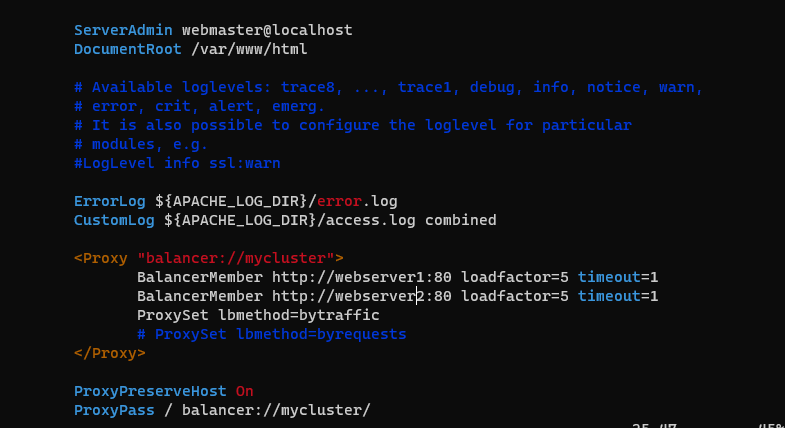 ServerAdmin webmaster@localhost
DocumentRoot /var/www/html
# Available loglevels: trace8, ..., trace1, debug, info, notice, warn,
# error, crit, alert, emerg.
# It is also possible to configure the loglevel for particular
# modules, e.g.
#LogLevel info ssl:warn
ErrorLog ${APACHE_LOG_DIR}/error.log
CustomLog ${APACHE_LOG_DIR}/access.log combined
<Proxy "balancer://mycluster">
BalancerMember http://webserver1:80 loadfactor=5 timeout=1
BalancerMember http://webserver2:80 loadfactor=5 timeout=1
ProxySet lbmethod=bytraffic
# ProxySet lbmethod=byrequests
</Proxy>
ProxyPreserveHost On
ProxyPass / balancer://mycluster/